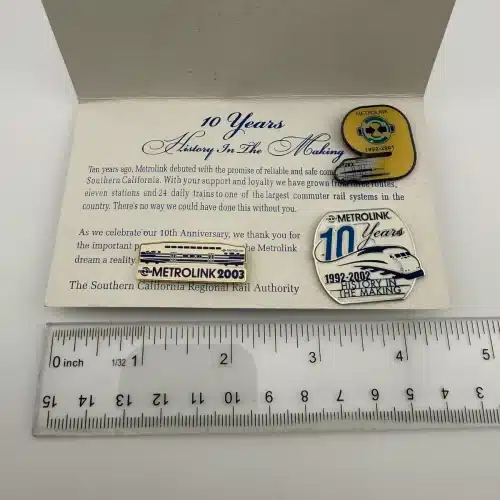 10 Years
History In The Making
Ten years ago, Metrolink debuted with the promise of reliable and safe
Southern California. With your support and loyalty we have grown from three routes,
eleven stations and 24 daily trains to one of the largest commuter rail systems in the
country. There's no way we could have done this without you.
As we celebrate our 10th Anniversary, we thank you for
the important the Metrolink
dream a reality
The Southern California Regional Rail Authority
METROLINK
1992-2001
METROLINK
10 Years
1992-2002
HISTORY IN
THE MAKING
METROLINK 2003
0 inch 1/32 1 2 3 4 5
15 14 13 12 11 10 9 8 7 6 5 4 3